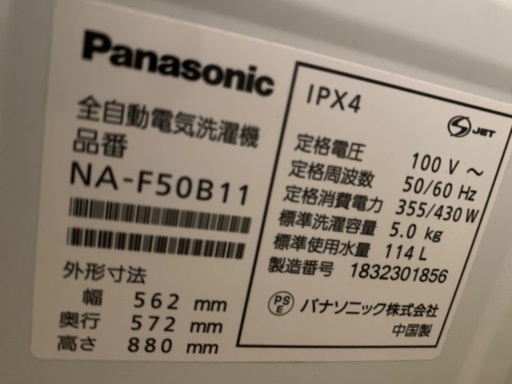 Panasonic
全自動電気洗濯機
品番
NA-F50B11
外形寸法
幅 562 mm
奥行 572 mm
高さ 880 mm
IPX4
S JET
定格電圧 100 V ~
定格周波数 50/60 Hz
定格消費電力 355/430 W
標準洗濯容量 5.0 kg
標準使用水量 114 L
製造番号 1832301856
PSE パナソニック株式会社
中国製